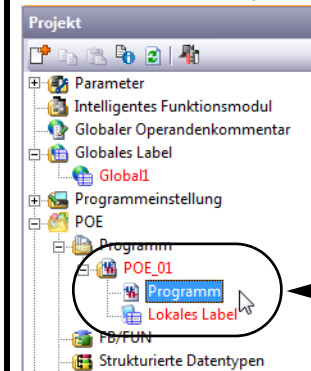 Projekt
Parameter
Intelligentes Funktionsmodul
Globaler Operandenkommentar
Globales Label
Global1
Programmeinstellung
POE
Programm
POE_01
Programm
Lokales Label
FB/FUN
Strukturierte Datentypen